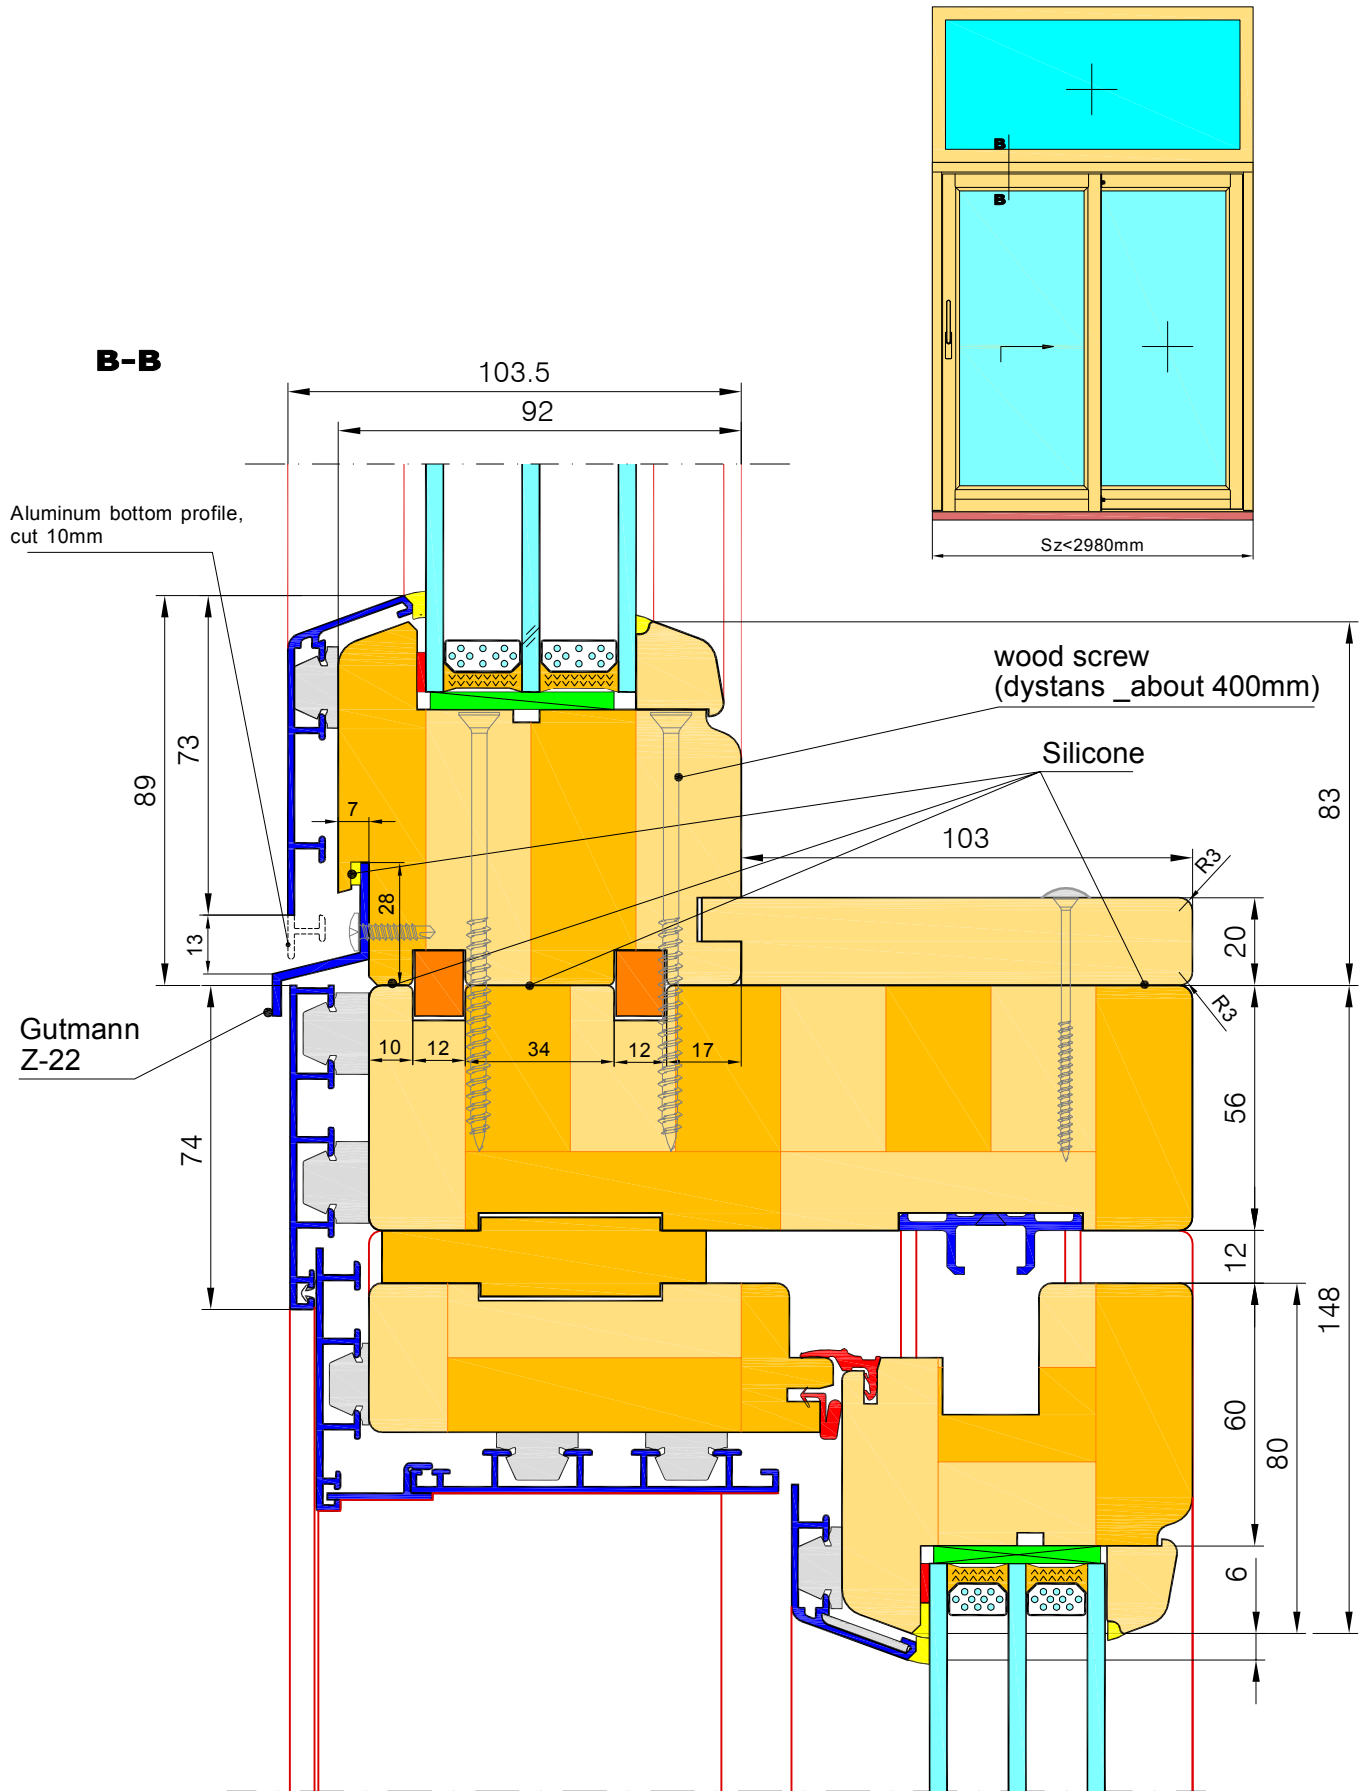 B
B
Sz<2980mm
B-B
103.5
92
Aluminum bottom profile,
cut 10mm
wood screw
(dystans _about 400mm)
Silicone
73
89
83
7
103
R3
28
13
20
R3
Gutmann
Z-22
10
12
34
12
17
56
74
12
148
60
80
6